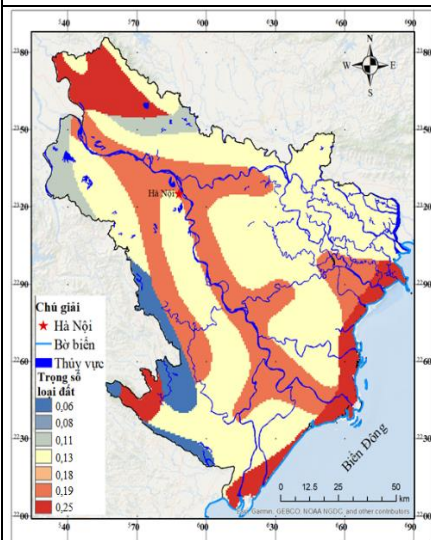 N
W E
S
Hà Nội
Chú giải
Hà Nội
Bờ biển
Thủy vực
Trọng số
loại đất
0,06
0,08
0,11
0,13
0,18
0,19
0,25
Biển Đông
0 12.5 25 50
km
Garmin, GEBCO, NOAA NGDC, and other contributors